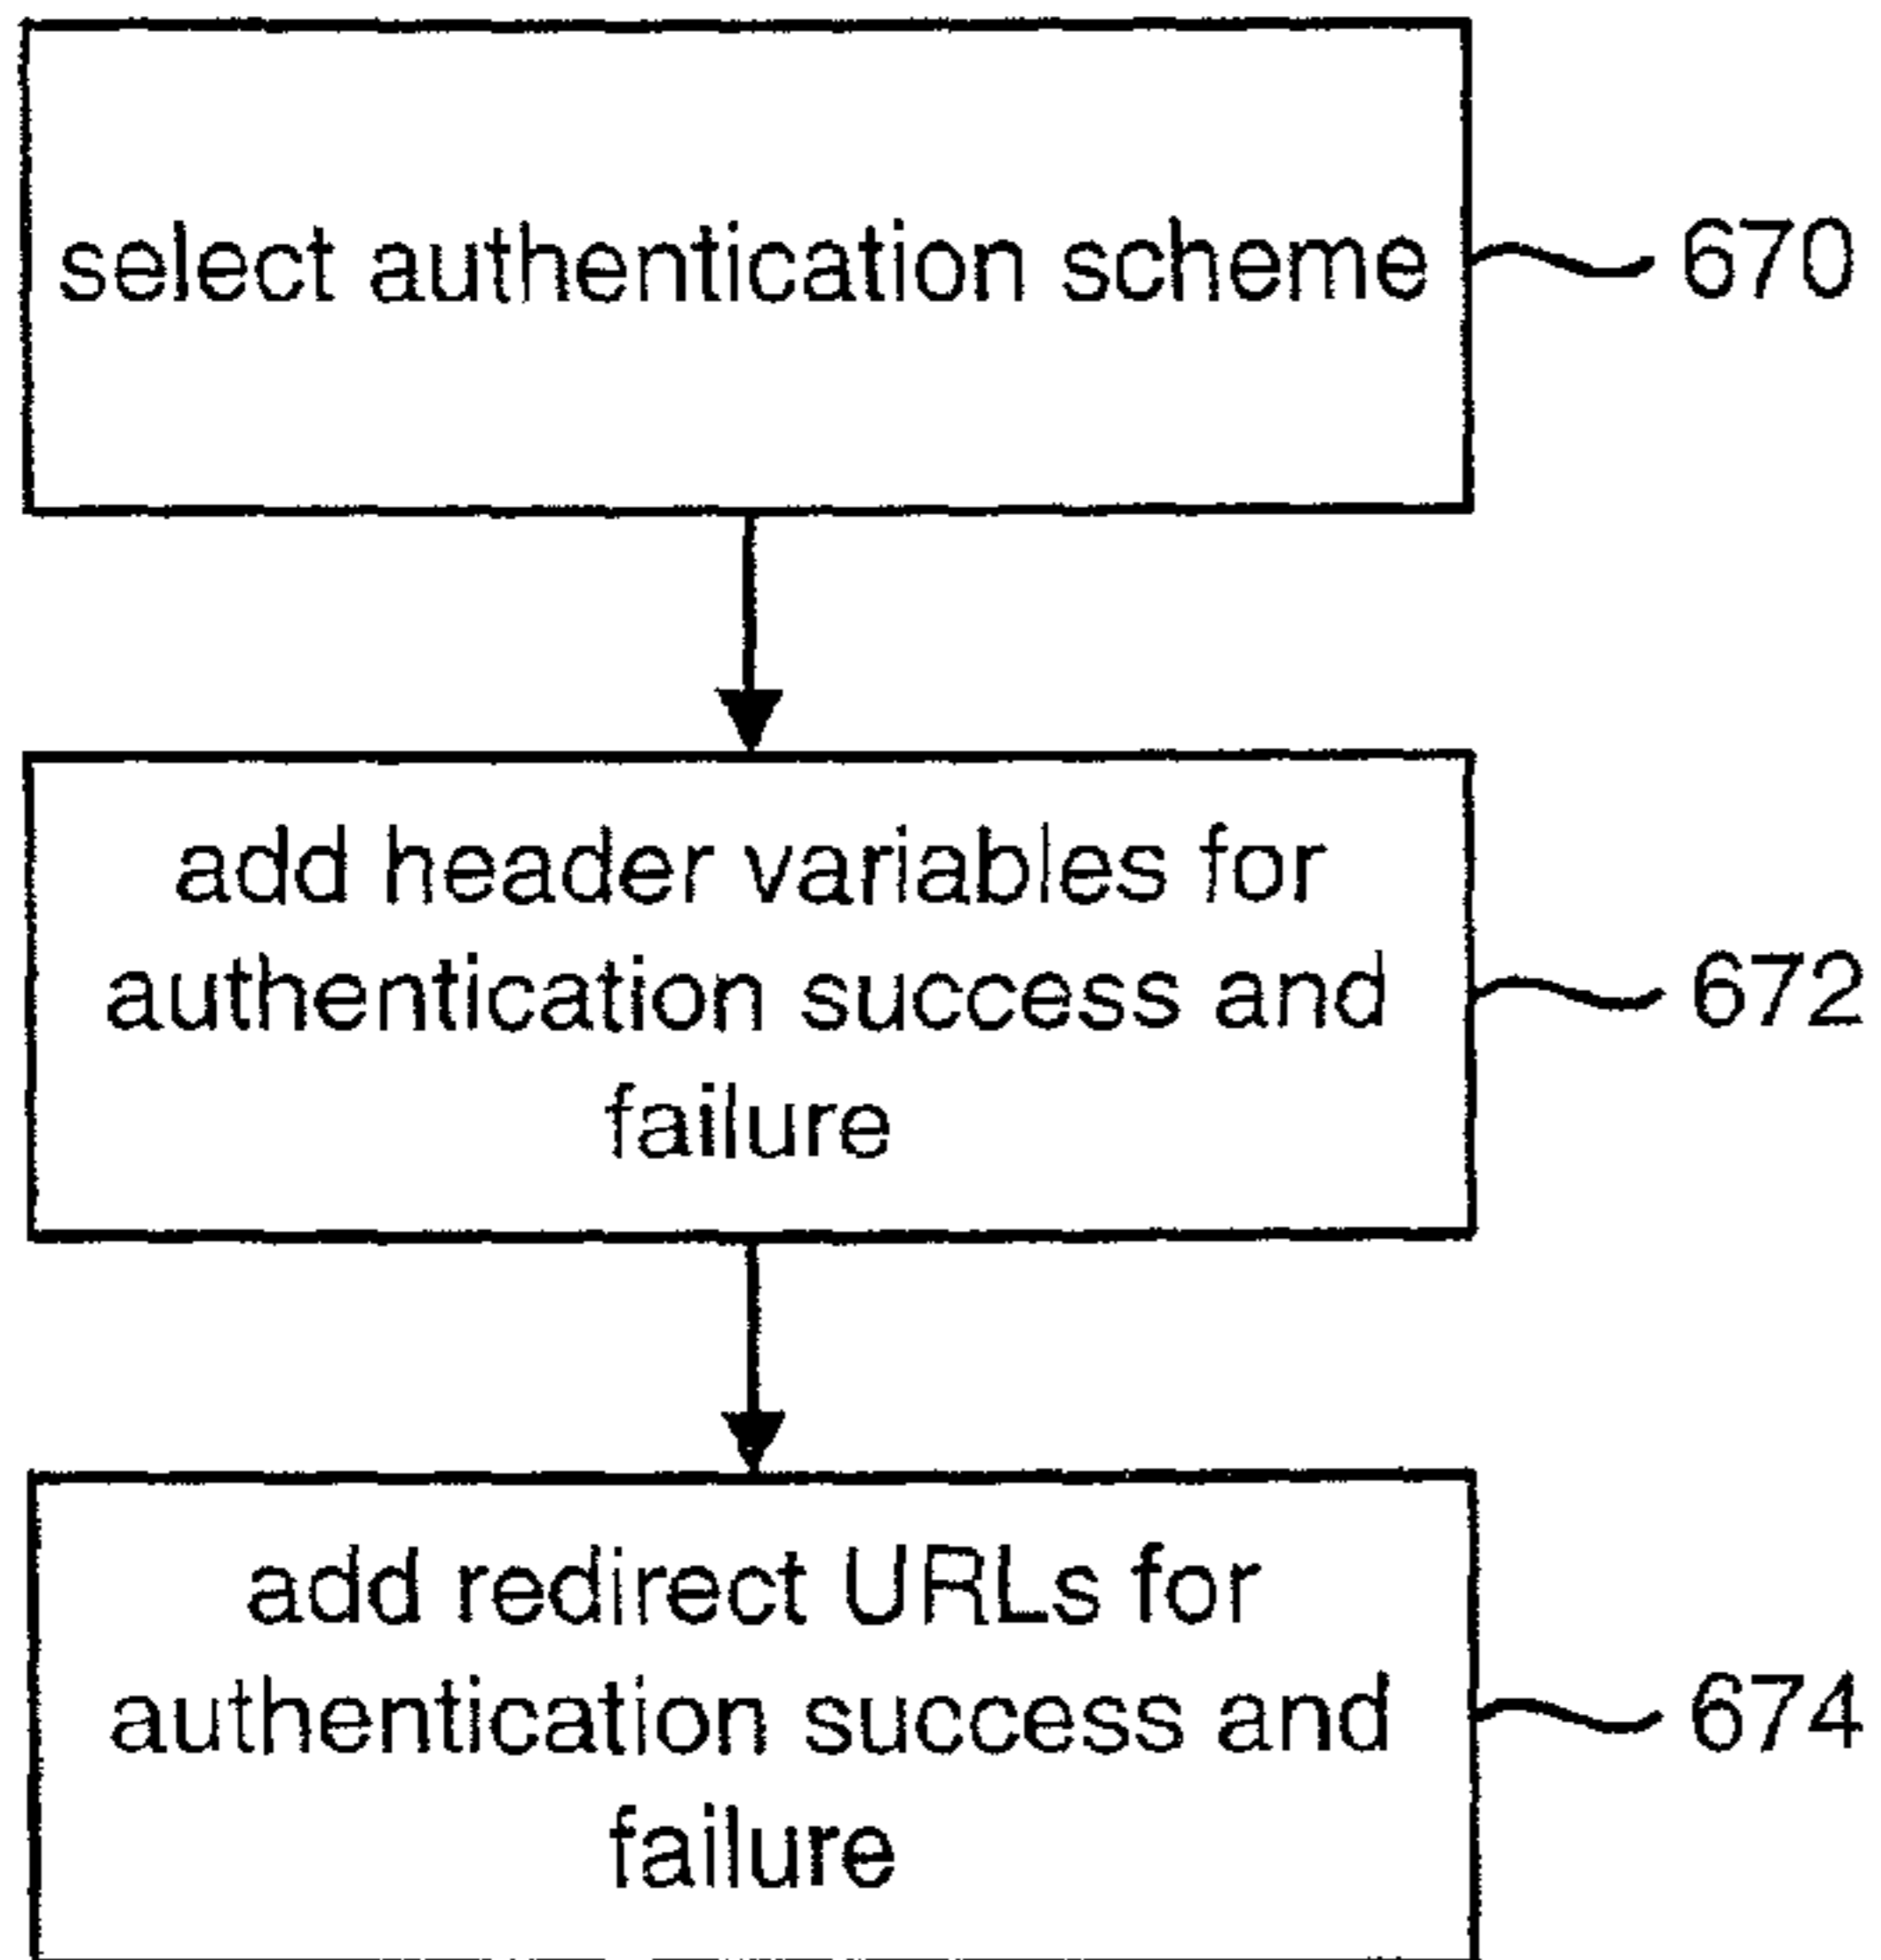 select authentication scheme
670
add header variables for
authentication success and
672
failure
add redirect URLs for
authentication success and
674
failure